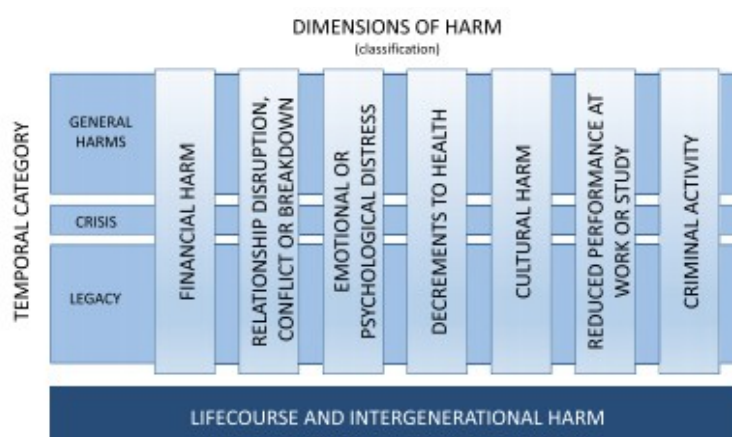 DIMENSIONS OF HARM
(classification)
TEMPORAL CATEGORY
GENERAL
HARMS
CRISIS
LEGACY
FINANCIAL HARM
RELATIONSHIP DISRUPTION,
CONFLICT OR BREAKDOWN
EMOTIONAL OR
PSYCHOLOGICAL DISTRESS
DECREMENTS TO HEALTH
CULTURAL HARM
REDUCED PERFORMANCE AT
WORK OR STUDY
CRIMINAL ACTIVITY
LIFECOURSE AND INTERGENERATIONAL HARM